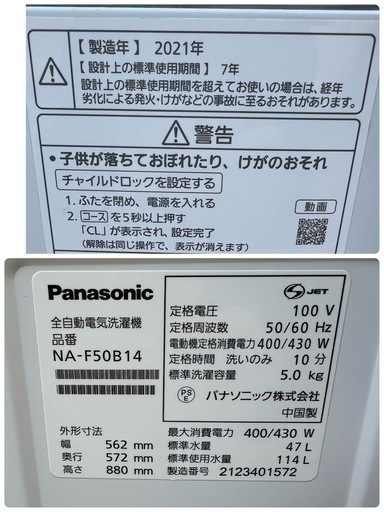 【製造年】2021年
【設計上の標準使用期間】7年
設計上の標準使用期間を超えてお使いの場合は、経年
劣化による発火・けがなどの事故に至るおそれがあります。
警告
・子供が落ちておぼれたり、けがのおそれ
チャイルドロックを設定する
1. ふたを閉め、電源を入れる
2. コースを5秒以上押す
「CL」が表示され、設定完了
(解除は同じ操作で、表示が消えます)
動画
Panasonic
全自動電気洗濯機
品番
NA-F50B14
外形寸法
幅 562 mm
奥行 572 mm
高さ 880 mm
S JET
定格電圧 100 V
定格周波数 50/60 Hz
電動機定格消費電力 400/430 W
定格時間 洗いのみ 10分
標準洗濯容量 5.0 kg
PSE パナソニック株式会社
中国製
最大消費電力 400/430 W
標準水量 47 L
標準使用水量 114 L
製造番号 2123401572